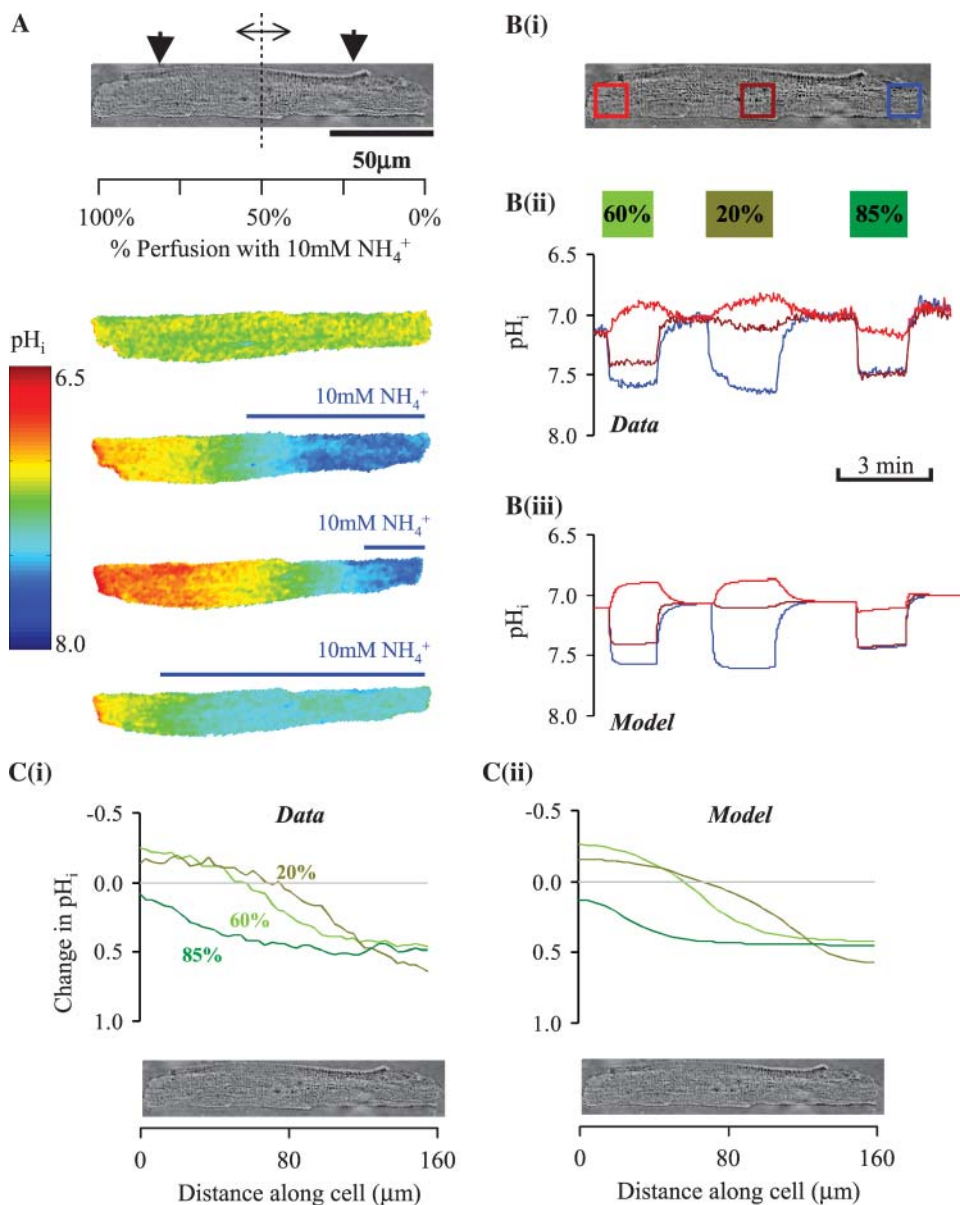 A
50μm
100% 50% 0%
% Perfusion with 10mM NH₄⁺
pHᵢ
6.5
8.0
10mM NH₄⁺
10mM NH₄⁺
10mM NH₄⁺
B(i)
B(ii)
60% 20% 85%
6.5
7.0
7.5
8.0
pHᵢ
Data
3 min
B(iii)
6.5
7.0
7.5
8.0
pHᵢ
Model
C(i)
Data
-0.5
0.0
0.5
1.0
Change in pHᵢ
20%
60%
85%
0 80 160
Distance along cell (μm)
C(ii)
Model
-0.5
0.0
0.5
1.0
0 80 160
Distance along cell (μm)